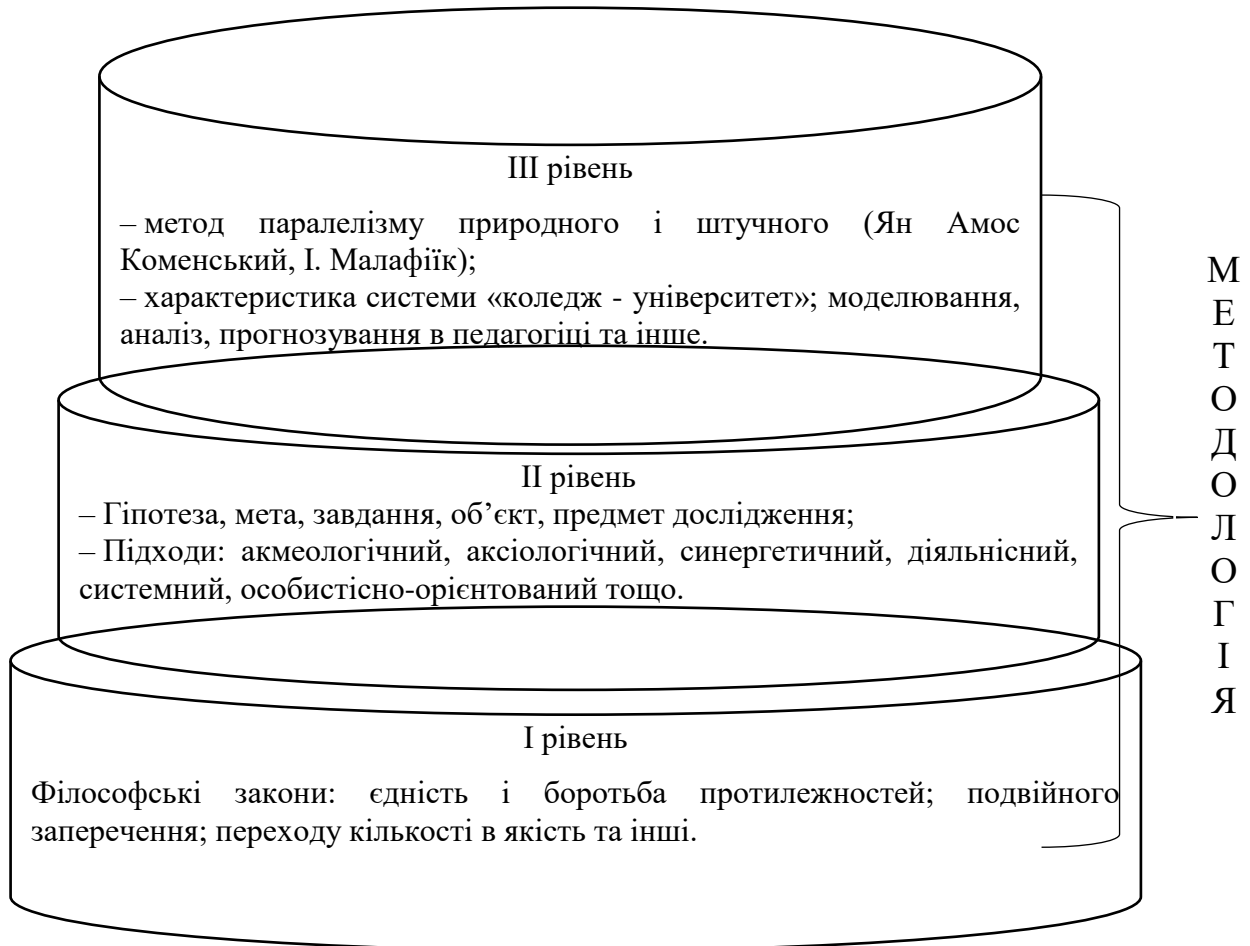 III рівень
– метод паралелізму природного і штучного (Ян Амос
Коменський, І. Малафіїк);
– характеристика системи «коледж - університет»; моделювання,
аналіз, прогнозування в педагогіці та інше.
II рівень
– Гіпотеза, мета, завдання, об’єкт, предмет дослідження;
– Підходи: акмеологічний, аксіологічний, синергетичний, діяльнісний,
системний, особистісно-орієнтований тощо.
I рівень
Філософські закони: єдність і боротьба протилежностей; подвійного
заперечення; переходу кількості в якість та інші.
М
Е
Т
О
Д
О
Л
О
Г
І
Я